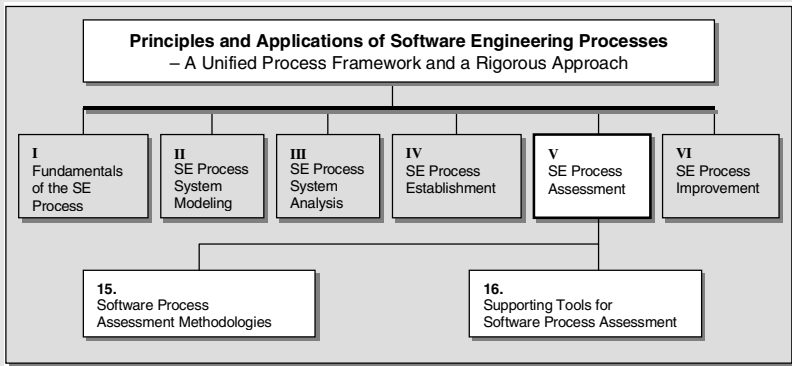 Principles and Applications of Software Engineering Processes
– A Unified Process Framework and a Rigorous Approach
I
Fundamentals
of the SE
Process
II
SE Process
System
Modeling
III
SE Process
System
Analysis
IV
SE Process
Establishment
V
SE Process
Assessment
VI
SE Process
Improvement
15.
Software Process
Assessment Methodologies
16.
Supporting Tools for
Software Process Assessment